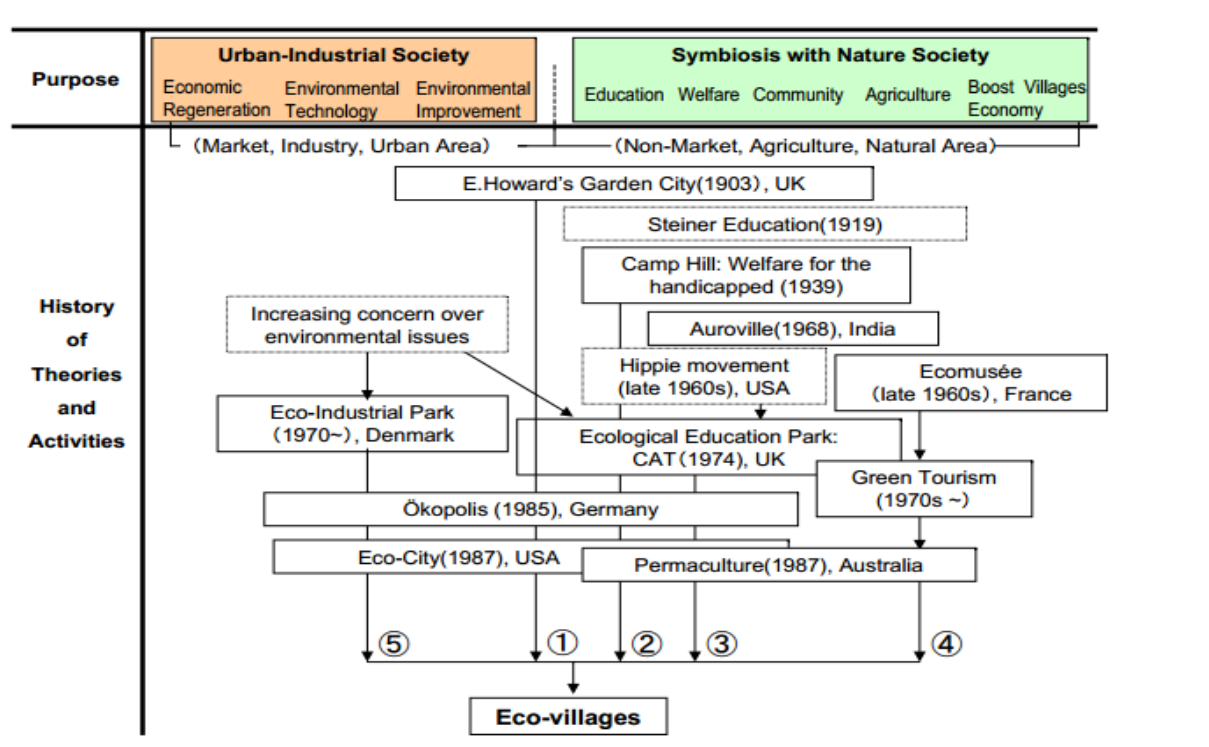 Purpose
Urban-Industrial Society
Economic
Regeneration
Environmental
Technology
Environmental
Improvement
Symbiosis with Nature Society
Education
Welfare
Community
Agriculture
Boost Villages
Economy
(Market, Industry, Urban Area)
(Non-Market, Agriculture, Natural Area)
History
of
Theories
and
Activities
E.Howard's Garden City(1903), UK
Steiner Education(1919)
Camp Hill: Welfare for the
handicapped (1939)
Increasing concern over
environmental issues
Auroville(1968), India
Hippie movement
(late 1960s), USA
Ecomusée
(late 1960s), France
Eco-Industrial Park
(1970~), Denmark
Ecological Education Park:
CAT(1974), UK
Green Tourism
(1970s ~)
Ökopolis (1985), Germany
Eco-City(1987), USA
Permaculture(1987), Australia
⑤
①
②
③
④
Eco-villages